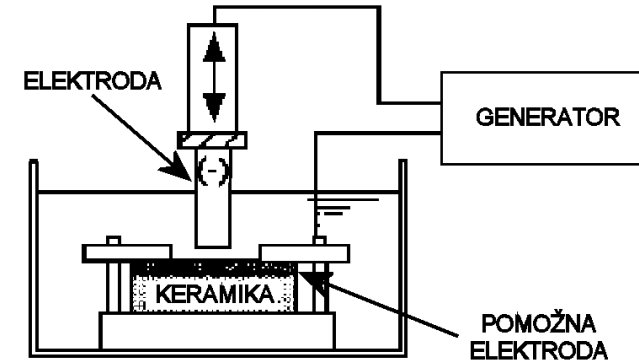 ELEKTRODA
GENERATOR
(-)
KERAMIKA
POMOŽNA
ELEKTRODA